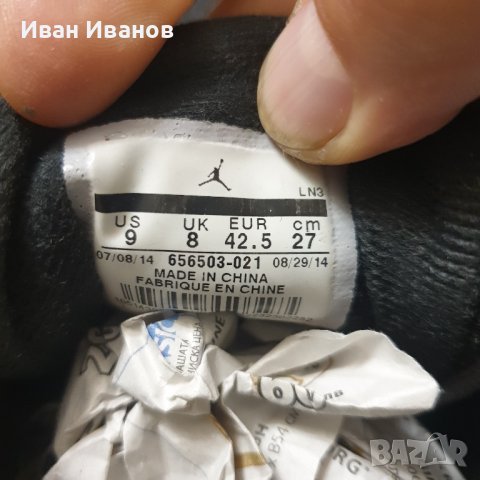 Иван Иванов
LN3
US UK EUR cm
9 8 42.5 27
07/08/14 656503-021 08/29/14
MADE IN CHINA
FABRIQUE EN CHINE
BAZAR